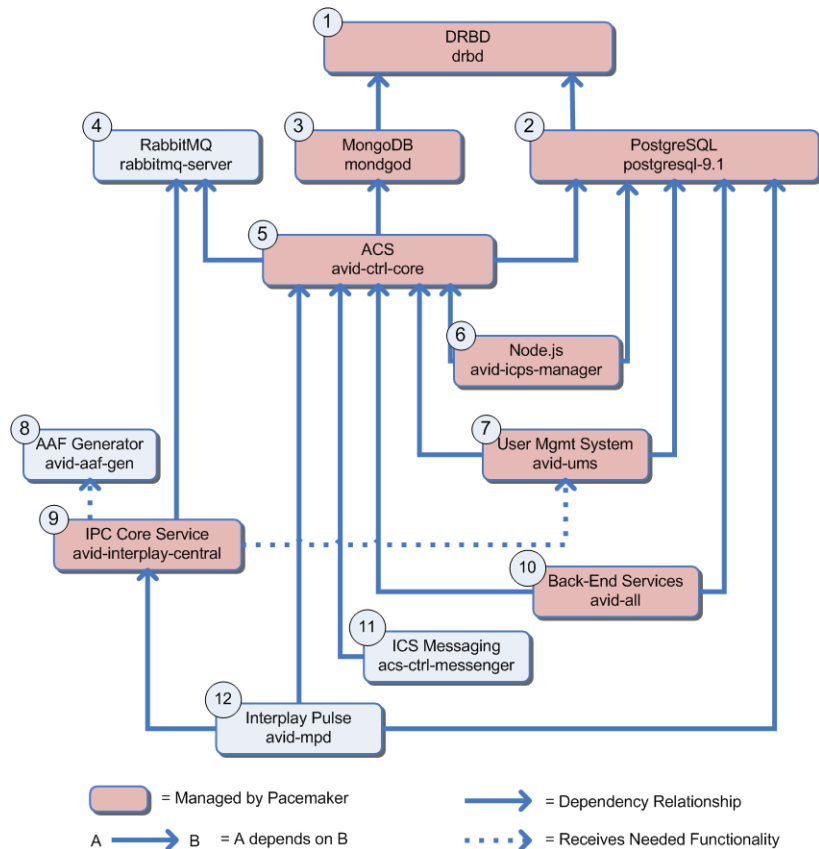 1
DRBD
drbd
4
RabbitMQ
rabbitmq-server
3
MongoDB
mondgod
2
PostgreSQL
postgresql-9.1
5
ACS
avid-ctrl-core
6
Node.js
avid-icps-manager
8
AAF Generator
avid-aaf-gen
7
User Mgmt System
avid-ums
9
IPC Core Service
avid-interplay-central
10
Back-End Services
avid-all
11
ICS Messaging
acs-ctrl-messenger
12
Interplay Pulse
avid-mpd
= Managed by Pacemaker
= Dependency Relationship
A B = A depends on B
= Receives Needed Functionality